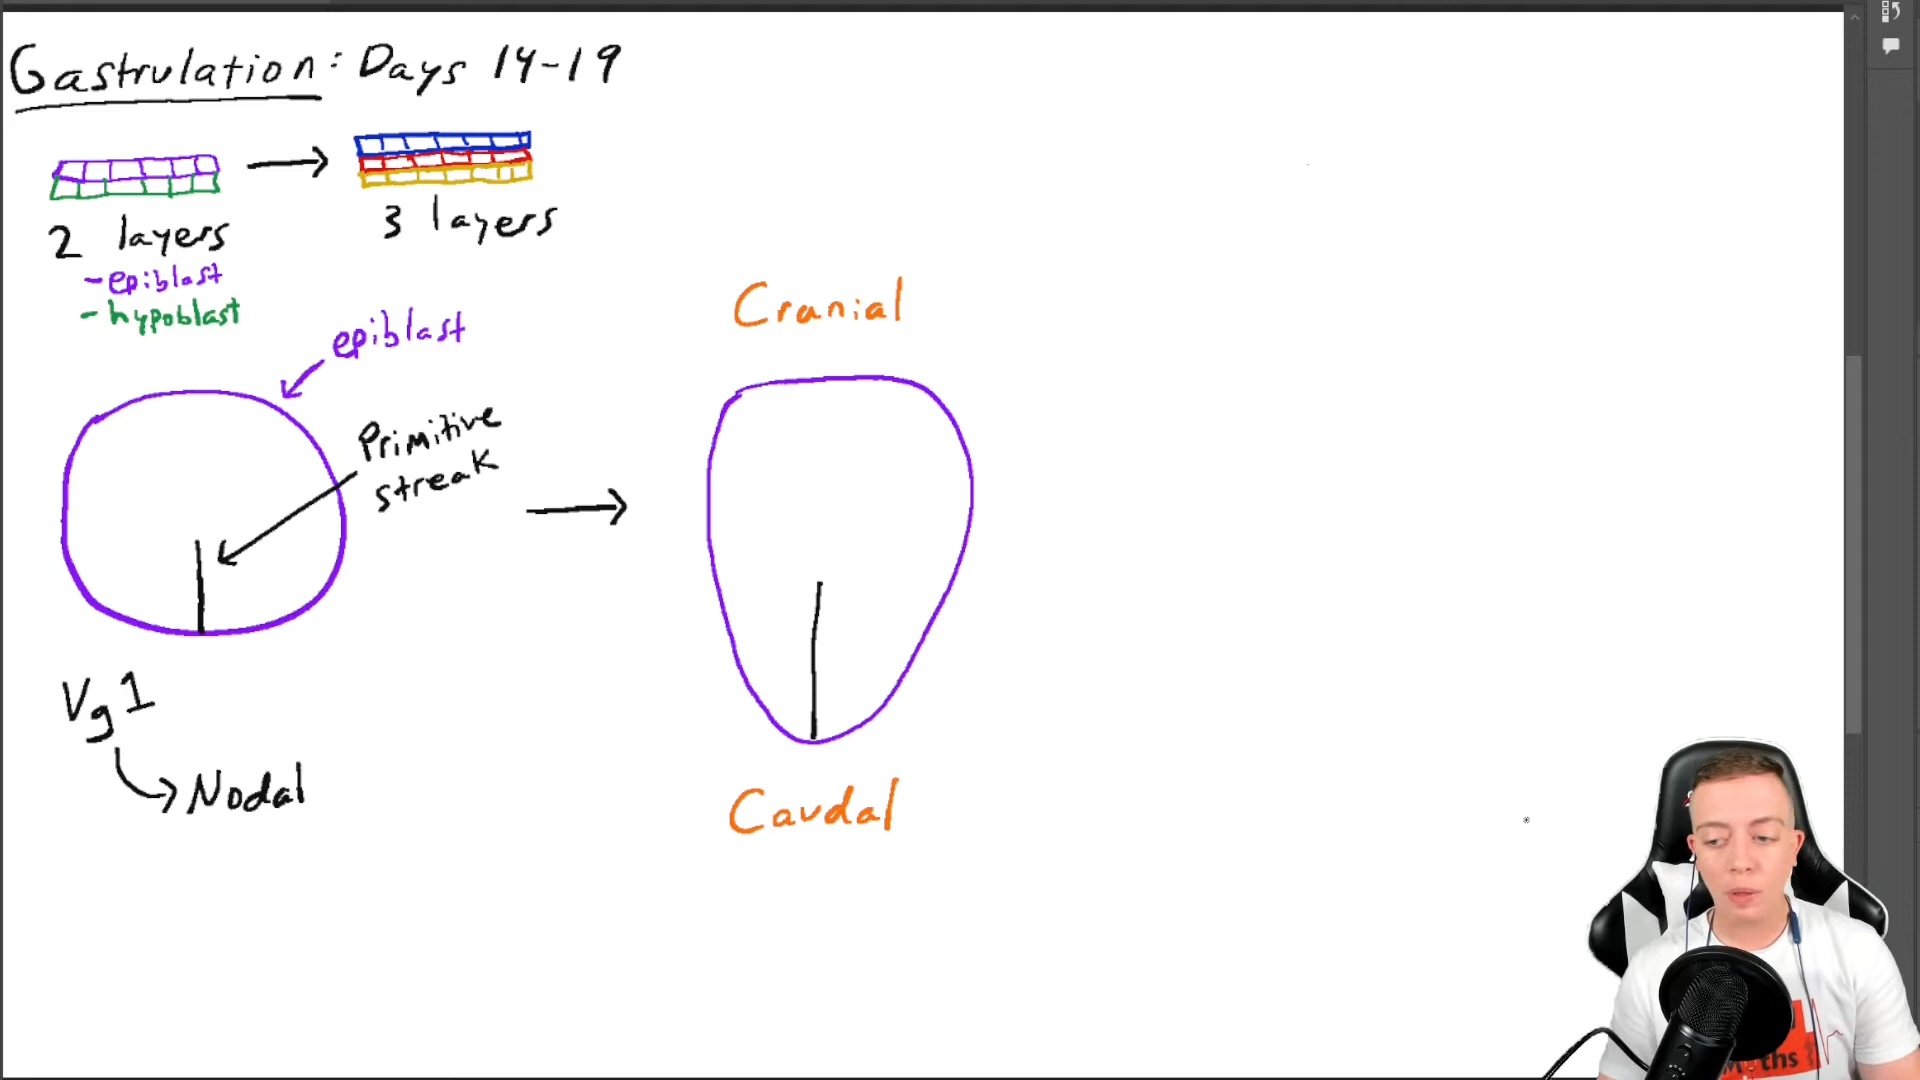 Gastrulation: Days 14-19
2 layers
- epiblast
- hypoblast
3 layers
epiblast
Primitive
streak
Vg1
Nodal
Cranial
Caudal